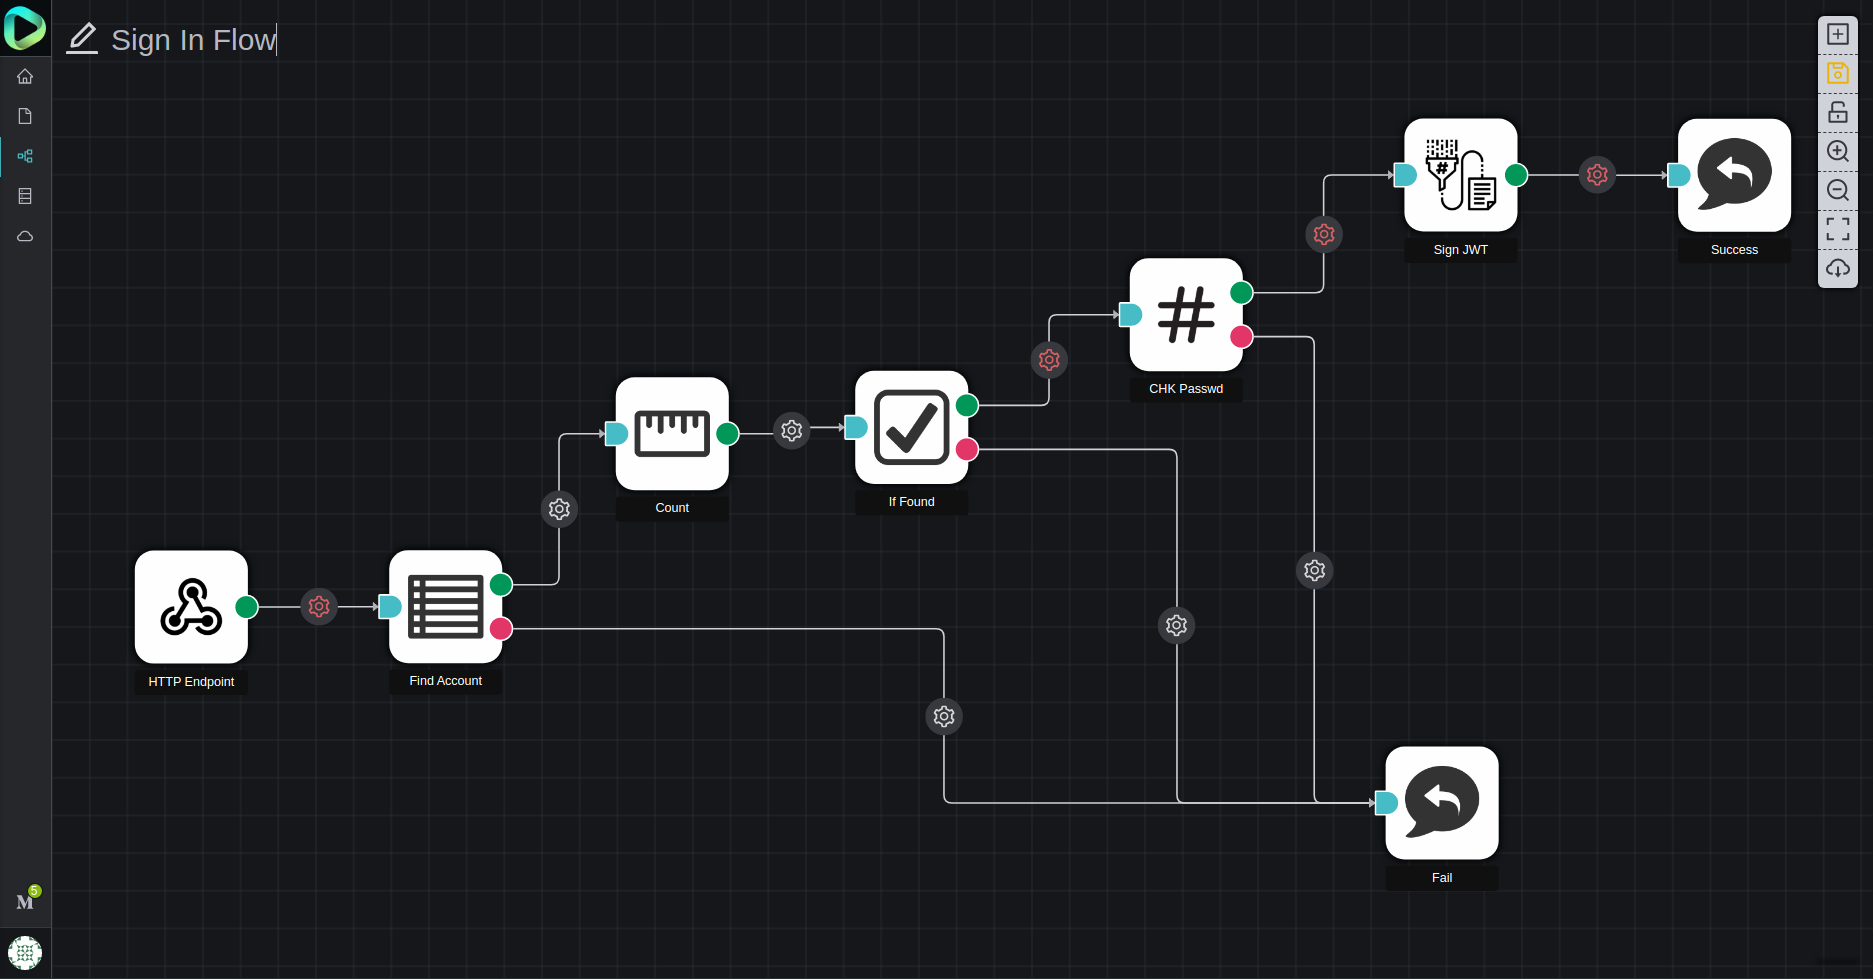 Sign In Flow
Sign JWT
Success
CHK Passwd
Count
If Found
HTTP Endpoint
Find Account
Fail
M
5